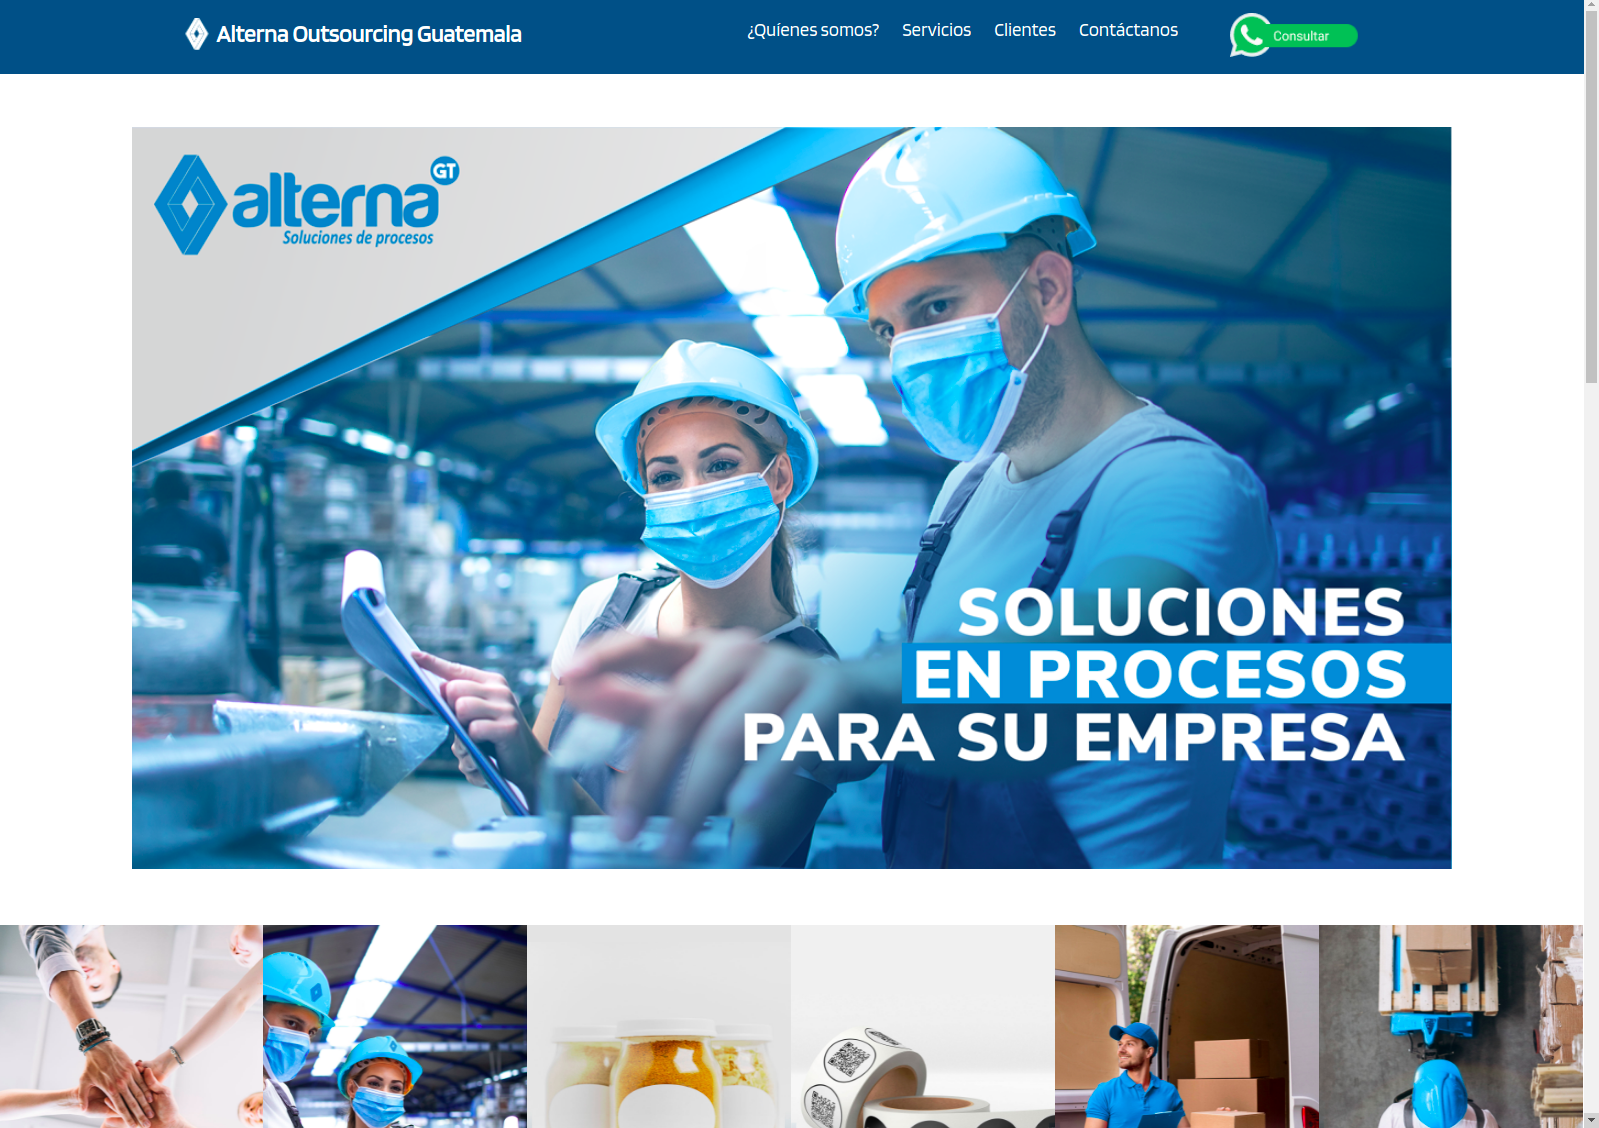 Alterna Outsourcing Guatemala
¿Quíenes somos?
Servicios
Clientes
Contáctanos
Consultar
alterna GT
Soluciones de procesos
SOLUCIONES
EN PROCESOS
PARA SU EMPRESA